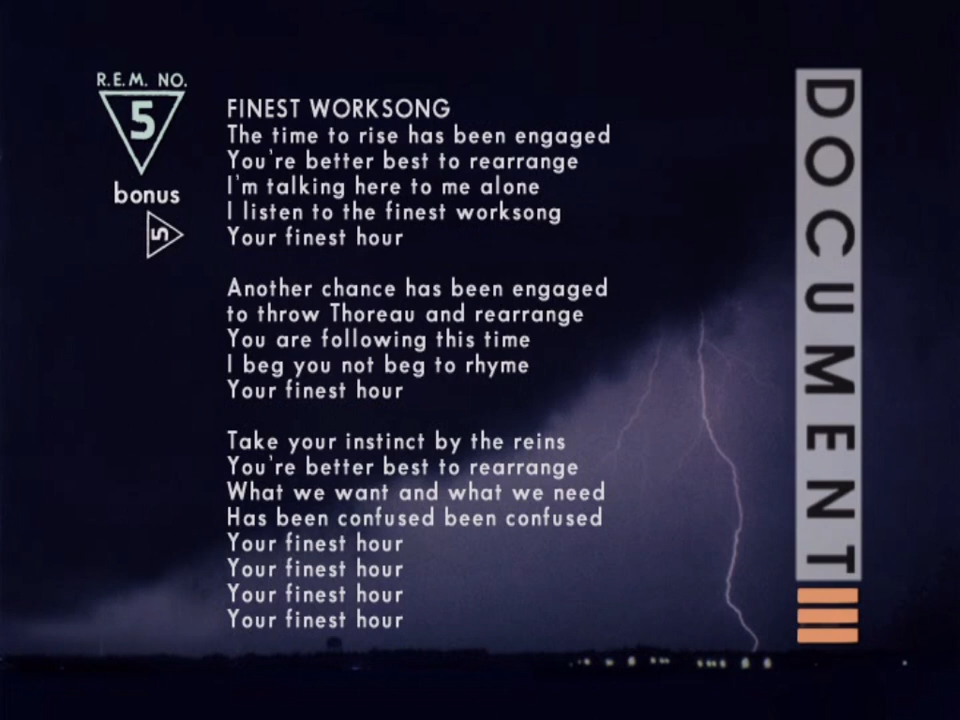 R.E.M. NO.
5
bonus
5
FINEST WORKSONG
The time to rise has been engaged
You're better best to rearrange
I'm talking here to me alone
I listen to the finest worksong
Your finest hour
Another chance has been engaged
to throw Thoreau and rearrange
You are following this time
I beg you not beg to rhyme
Your finest hour
Take your instinct by the reins
You're better best to rearrange
What we want and what we need
Has been confused been confused
Your finest hour
Your finest hour
Your finest hour
Your finest hour
DOCUMENT